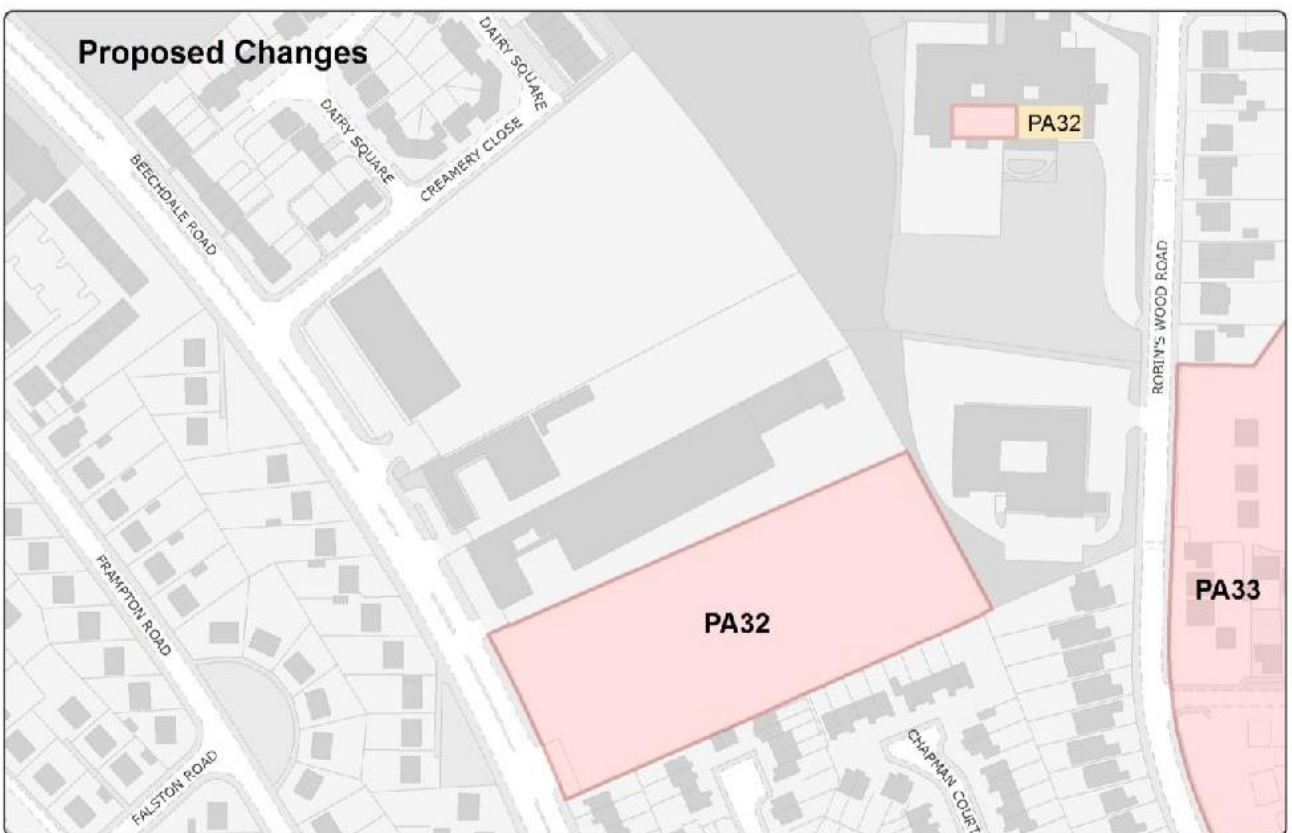 Proposed Changes
DAIRY SQUARE
DAIRY SQUARE
CREAMERY CLOSE
BEECHDALE ROAD
PA32
ROBIN'S WOOD ROAD
PA33
PA32
FRAMPTON ROAD
FALSTON ROAD
CHAPMAN COURT